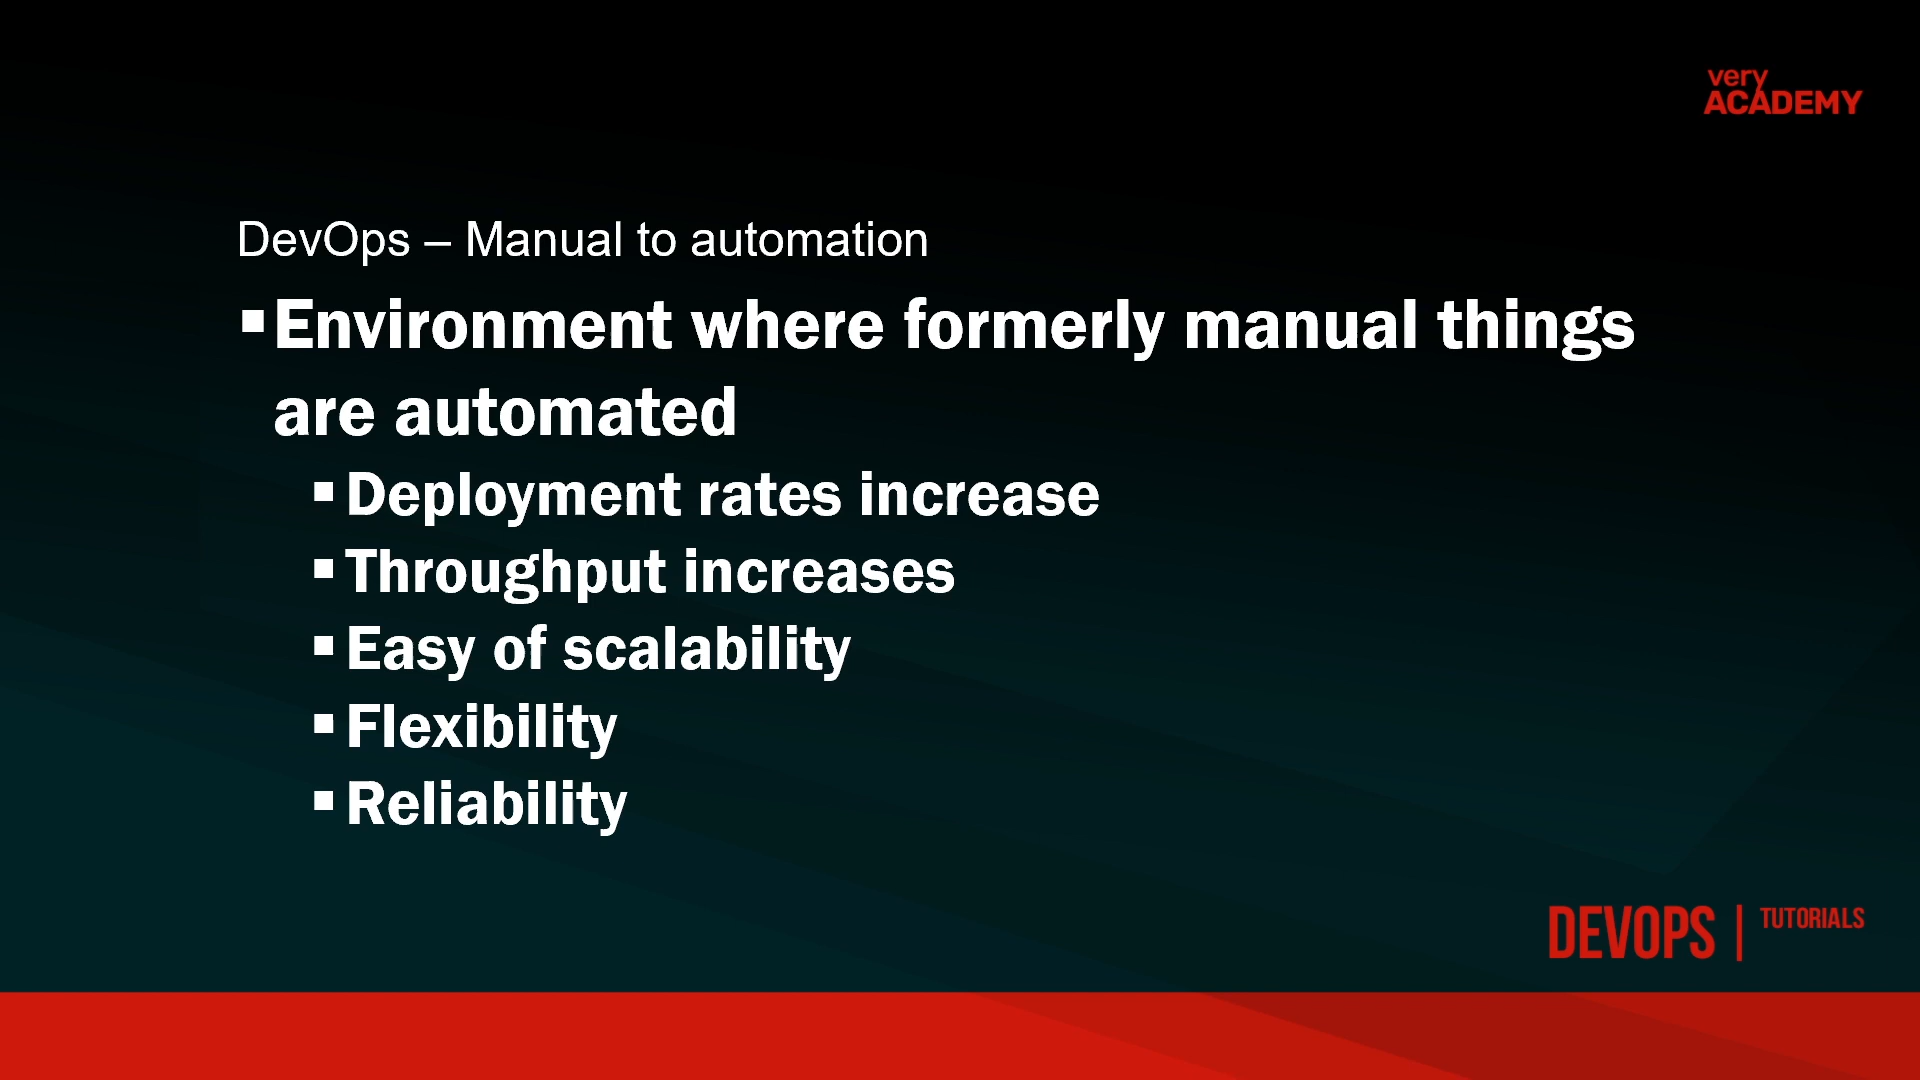 very
ACADEMY
DevOps – Manual to automation
▪Environment where formerly manual things
are automated
▪Deployment rates increase
▪Throughput increases
▪Easy of scalability
▪Flexibility
▪Reliability
DEVOPS | TUTORIALS